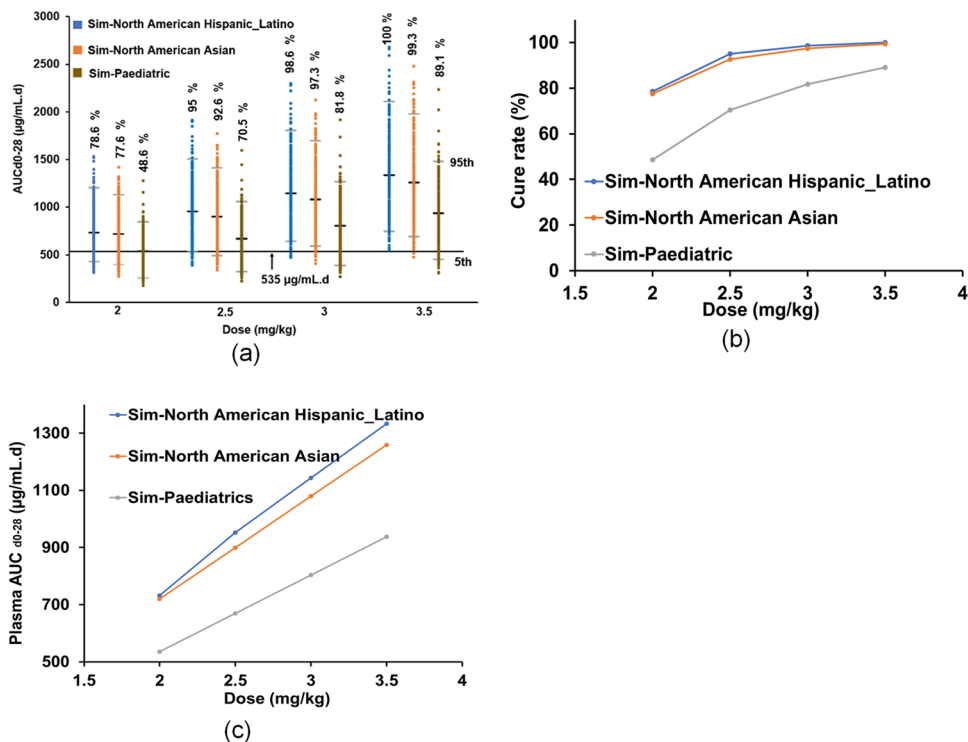 3000
2500
2000
1500
1000
500
0
AUCd0-28 (µg/mL.d)
Sim-North American Hispanic_Latino
Sim-North American Asian
Sim-Paediatric
78.6 %
77.6 %
48.6 %
95 %
92.6 %
70.5 %
98.6 %
97.3 %
81.8 %
100 %
99.3 %
89.1 %
95th
5th
535 µg/mL.d
2 2.5 3 3.5
Dose (mg/kg)
(a)
100
80
60
40
20
0
Cure rate (%)
Sim-North American Hispanic_Latino
Sim-North American Asian
Sim-Paediatric
1.5 2 2.5 3 3.5 4
Dose (mg/kg)
(b)
1300
1100
900
700
500
Plasma AUC d0-28 (µg/mL.d)
Sim-North American Hispanic_Latino
Sim-North American Asian
Sim-Paediatrics
1.5 2 2.5 3 3.5 4
Dose (mg/kg)
(c)